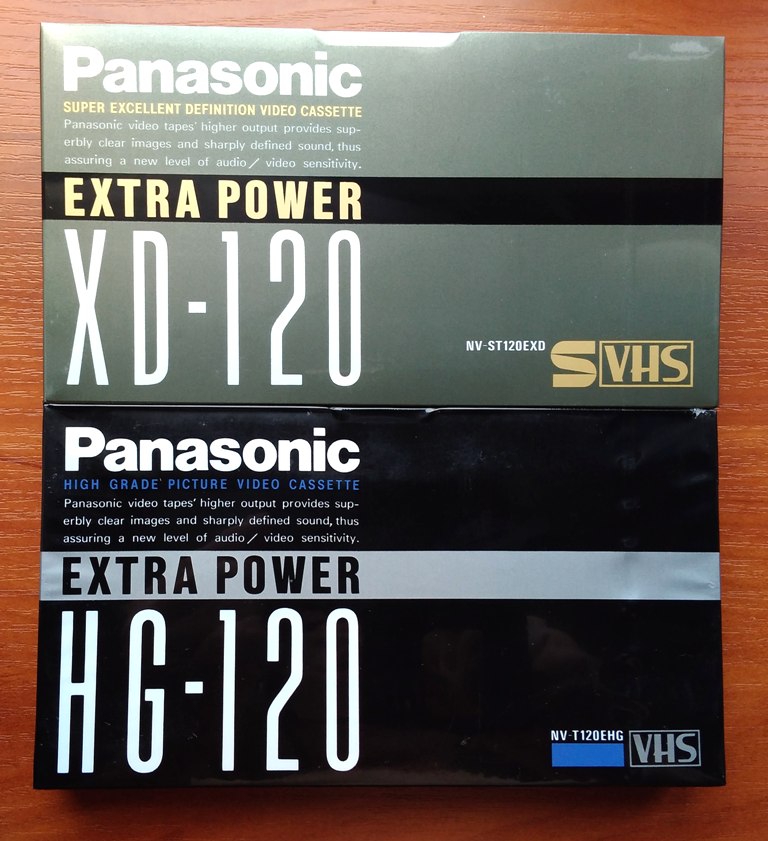 Panasonic
SUPER EXCELLENT DEFINITION VIDEO CASSETTE
Panasonic video tapes' higher output provides sup-
erbly clear images and sharply defined sound, thus
assuring a new level of audio/video sensitivity.
EXTRA POWER
XD-120
NV-ST120EXD
S VHS
Panasonic
HIGH GRADE PICTURE VIDEO CASSETTE
Panasonic video tapes' higher output provides sup-
erbly clear images and sharply defined sound, thus
assuring a new level of audio/video sensitivity.
EXTRA POWER
HG-120
NV-T120EHG
VHS